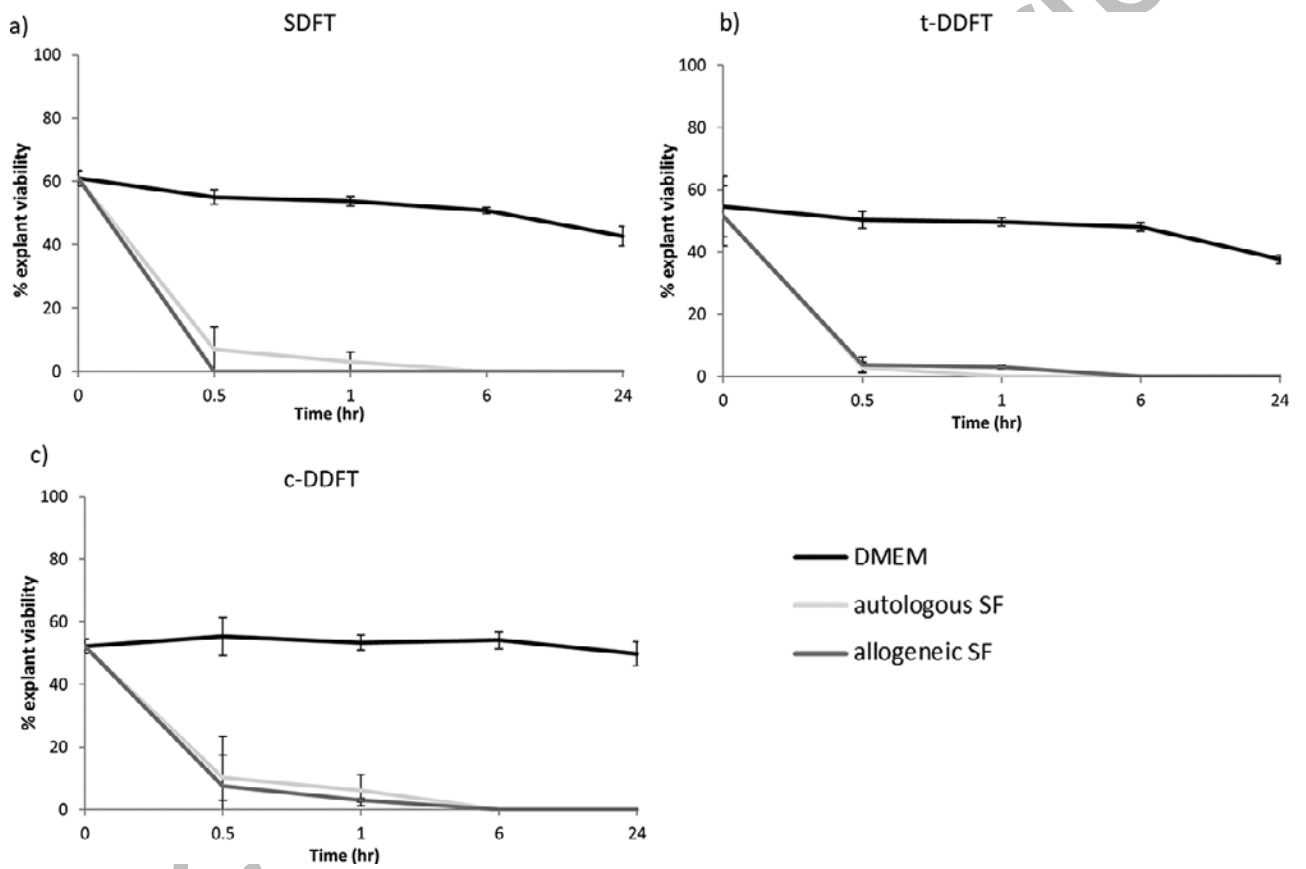 a)
SDFT
100
80
60
40
20
0
% explant viability
0 0.5 1 6 24
Time (hr)
b)
t-DDFT
100
80
60
40
20
0
% explant viability
0 0.5 1 6 24
Time (hr)
c)
c-DDFT
100
80
60
40
20
0
% explant viability
0 0.5 1 6 24
Time (hr)
DMEM
autologous SF
allogeneic SF